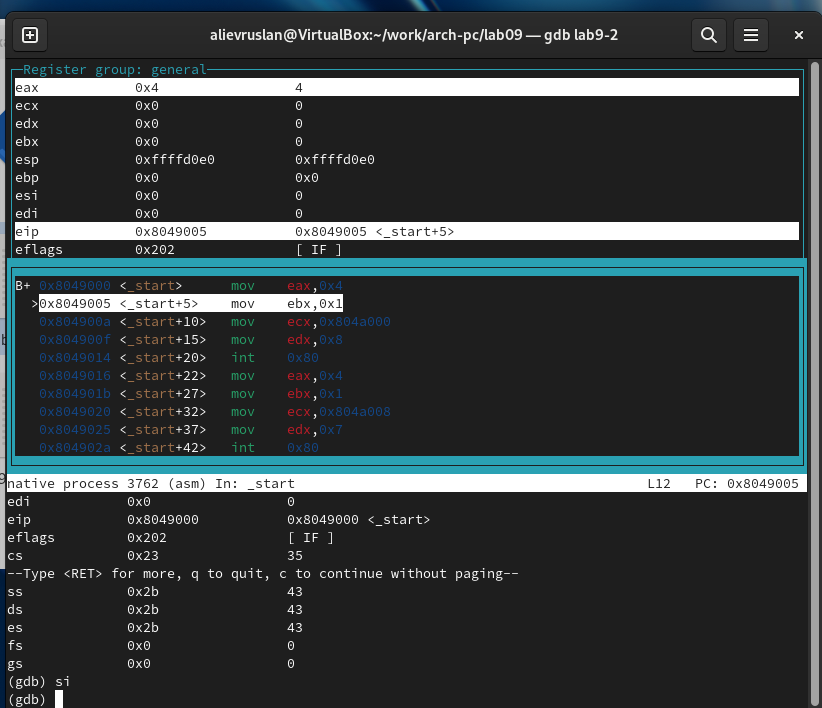 alievruslan@VirtualBox:~/work/arch-pc/lab09 — gdb lab9-2
Register group: general
eax 0x4 4
ecx 0x0 0
edx 0x0 0
ebx 0x0 0
esp 0xffffd0e0 0xffffd0e0
ebp 0x0 0x0
esi 0x0 0
edi 0x0 0
eip 0x8049005 0x8049005 <_start+5>
eflags 0x202 [ IF ]
B+ 0x8049000 <_start> mov eax,0x4
>0x8049005 <_start+5> mov ebx,0x1
0x804900a <_start+10> mov ecx,0x804a000
0x804900f <_start+15> mov edx,0x8
0x8049014 <_start+20> int 0x80
0x8049016 <_start+22> mov eax,0x4
0x804901b <_start+27> mov ebx,0x1
0x8049020 <_start+32> mov ecx,0x804a008
0x8049025 <_start+37> mov edx,0x7
0x804902a <_start+42> int 0x80
native process 3762 (asm) In: _start L12 PC: 0x8049005
edi 0x0 0
eip 0x8049000 0x8049000 <_start>
eflags 0x202 [ IF ]
cs 0x23 35
--Type <RET> for more, q to quit, c to continue without paging--
ss 0x2b 43
ds 0x2b 43
es 0x2b 43
fs 0x0 0
gs 0x0 0
(gdb) si
(gdb)